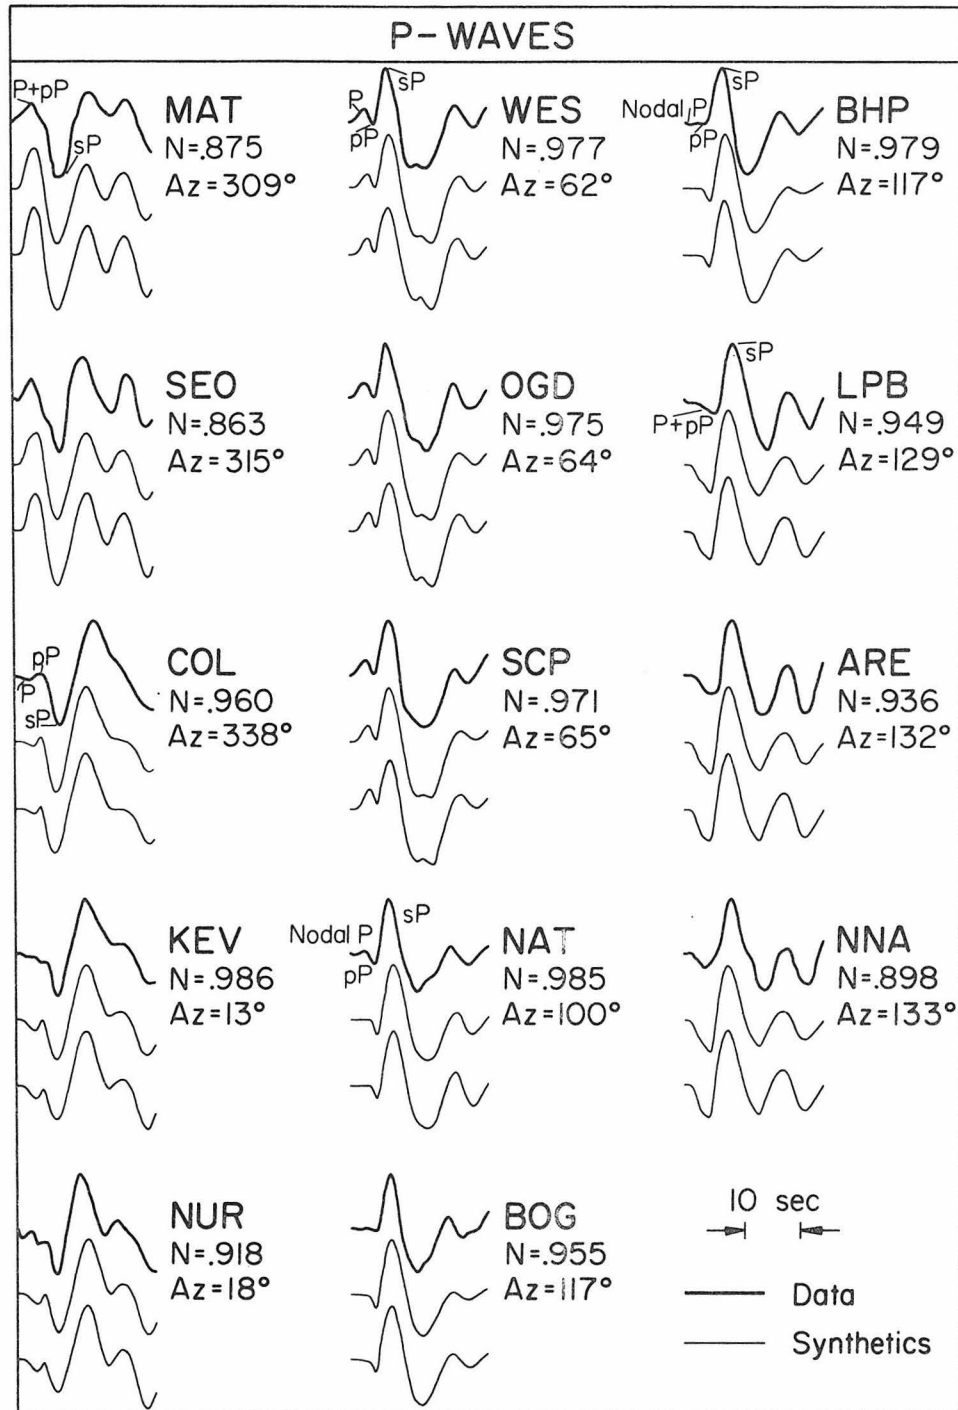 P-WAVES
P+pP
sP
MAT
N=.875
Az=309°
P
sP
pP
WES
N=.977
Az=62°
Nodal P
sP
pP
BHP
N=.979
Az=117°
SEO
N=.863
Az=315°
OGD
N=.975
Az=64°
sP
P+pP
LPB
N=.949
Az=129°
pP
P
sP
COL
N=.960
Az=338°
SCP
N=.971
Az=65°
ARE
N=.936
Az=132°
KEV
N=.986
Az=13°
Nodal P
sP
pP
NAT
N=.985
Az=100°
NNA
N=.898
Az=133°
NUR
N=.918
Az=18°
BOG
N=.955
Az=117°
10 sec
Data
Synthetics